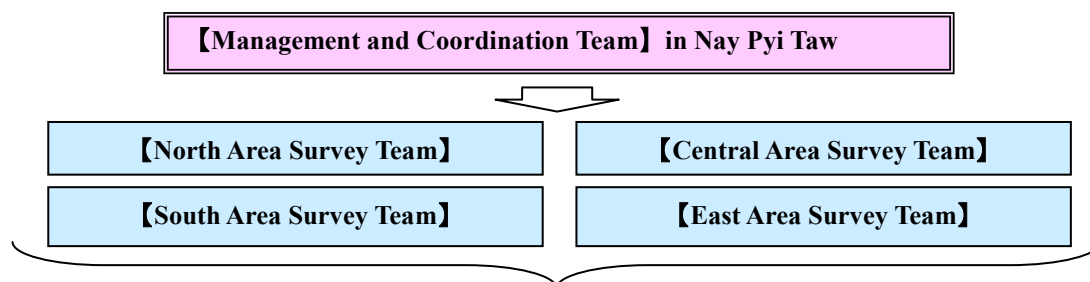 【Management and Coordination Team】in Nay Pyi Taw
【North Area Survey Team】
【Central Area Survey Team】
【South Area Survey Team】
【East Area Survey Team】